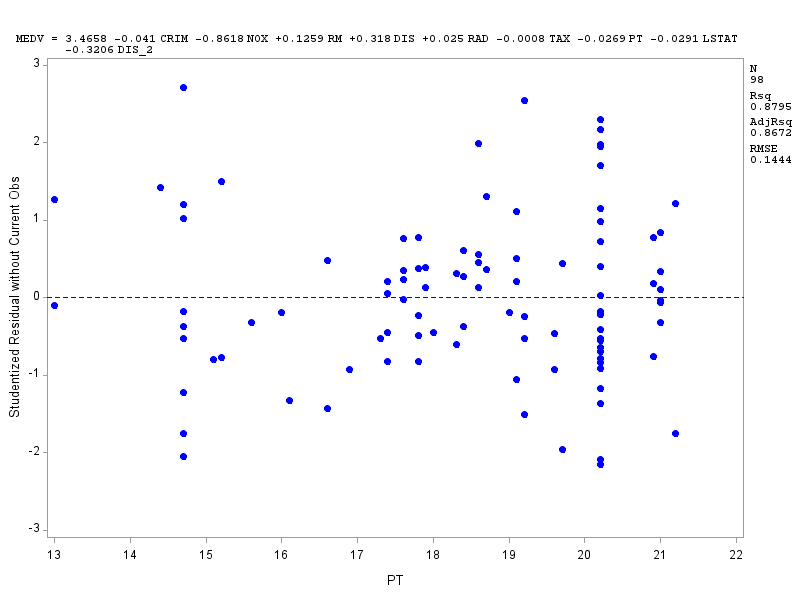 MEDV = 3.4658 -0.041 CRIM -0.8618 NOX +0.1259 RM +0.318 DIS +0.025 RAD -0.0008 TAX -0.0269 PT -0.0291 LSTAT
-0.3206 DIS_2
N
98
Rsq
0.8795
AdjRsq
0.8672
RMSE
0.1444
Studentized Residual without Current Obs
3
2
1
0
-1
-2
-3
13 14 15 16 17 18 19 20 21 22
PT